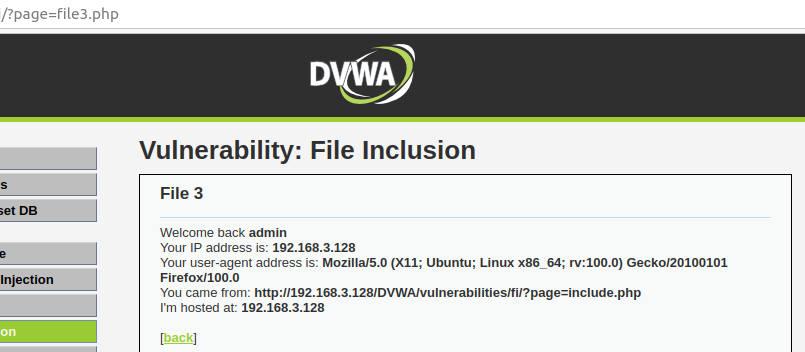 i/?page=file3.php
DVWA
Vulnerability: File Inclusion
s
set DB
e
Injection
on
File 3
Welcome back admin
Your IP address is: 192.168.3.128
Your user-agent address is: Mozilla/5.0 (X11; Ubuntu; Linux x86_64; rv:100.0) Gecko/20100101
Firefox/100.0
You came from: http://192.168.3.128/DVWA/vulnerabilities/fi/?page=include.php
I'm hosted at: 192.168.3.128
[back]